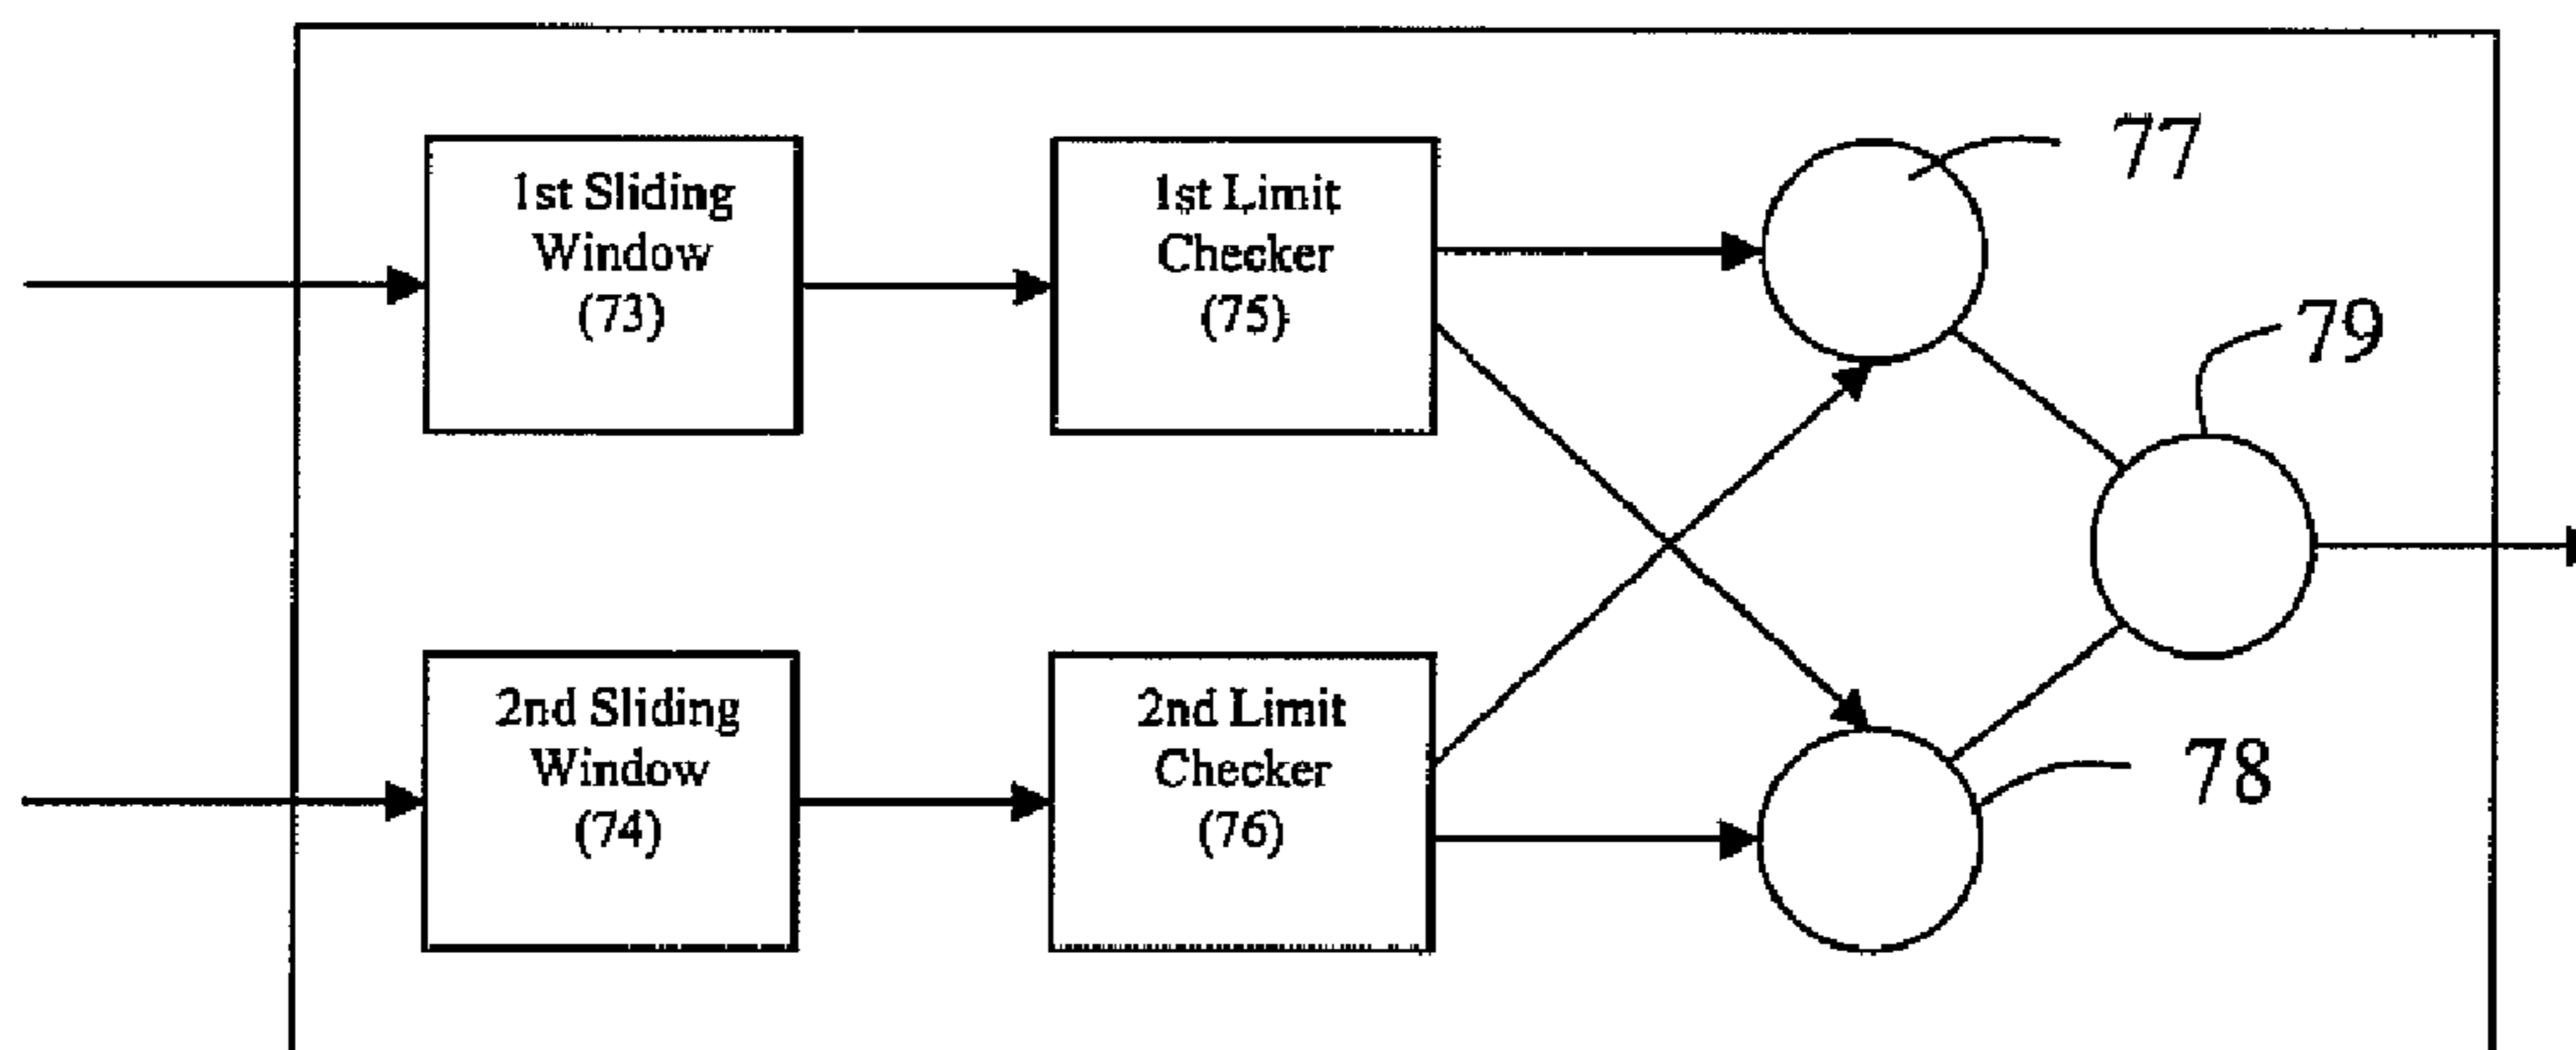 1st Sliding
Window
(73)
1st Limit
Checker
(75)
77
79
2nd Sliding
Window
(74)
2nd Limit
Checker
(76)
78